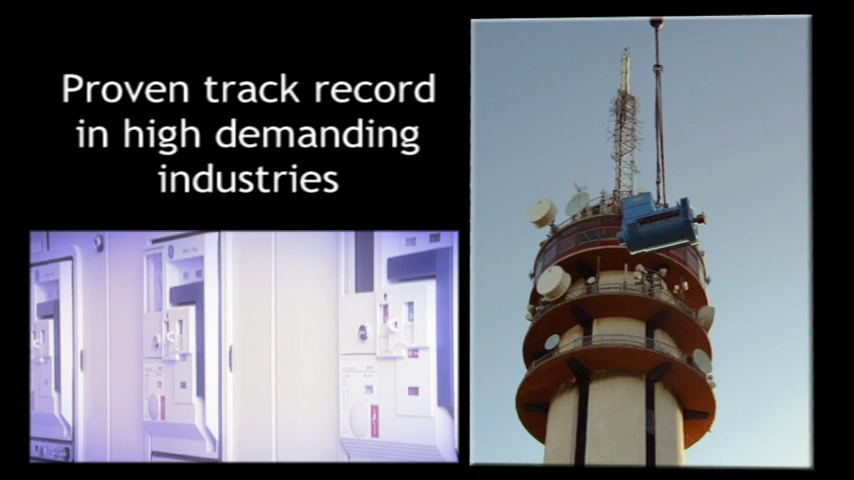 Proven track record
in high demanding
industries